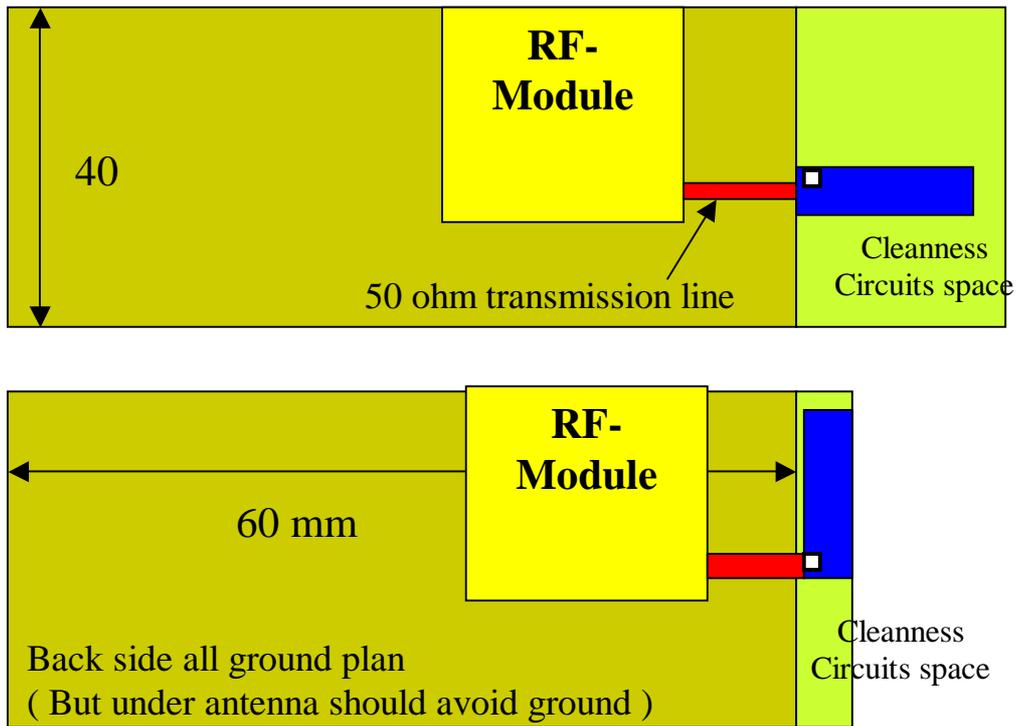 RF-
Module
40
50 ohm transmission line
Cleanness
Circuits space
RF-
Module
60 mm
Cleanness
Circuits space
Back side all ground plan
( But under antenna should avoid ground )